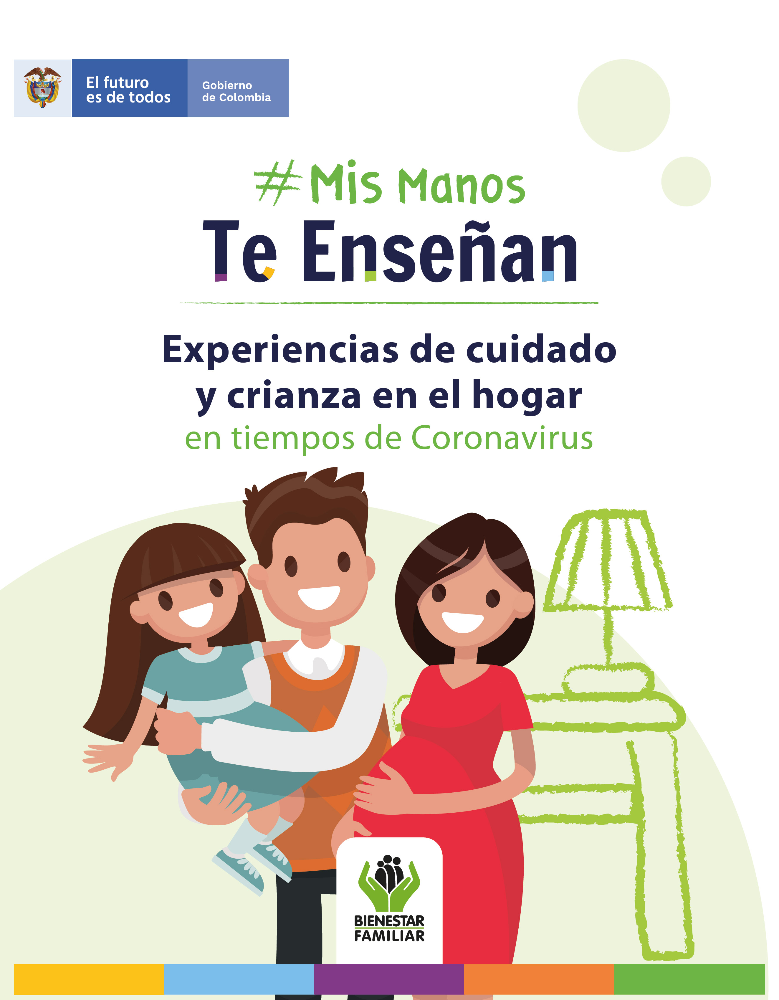 El futuro
es de todos
Gobierno
de Colombia
#Mis Manos
Te Enseñan
Experiencias de cuidado
y crianza en el hogar
en tiempos de Coronavirus
BIENESTAR
FAMILIAR